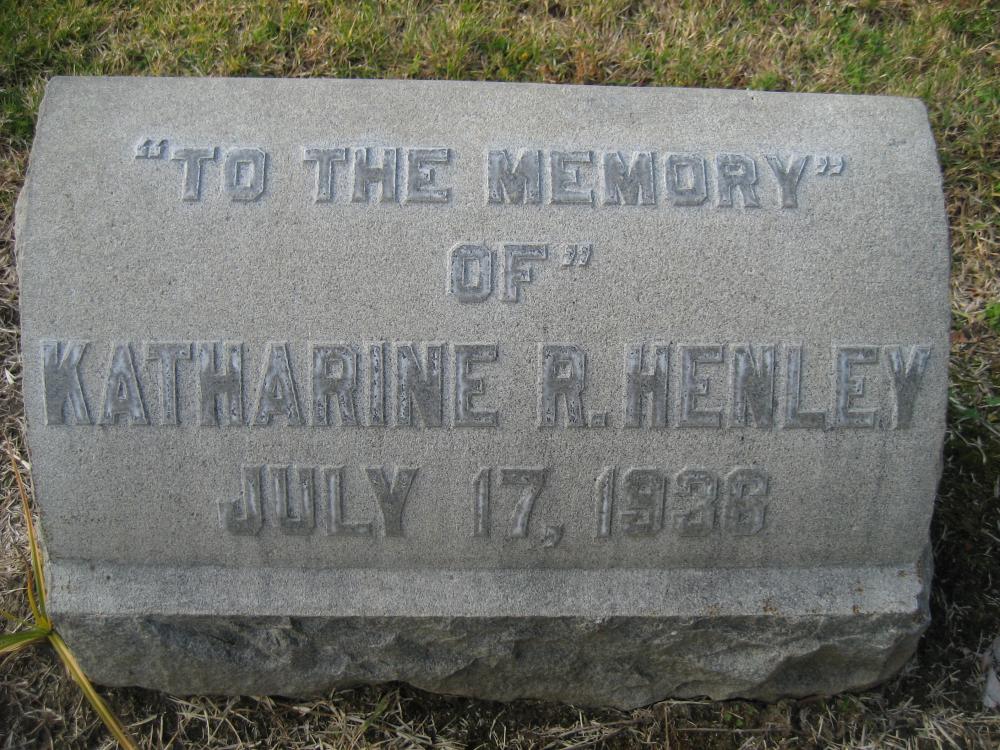 “TO THE MEMORY”
OF”
KATHARINE R. HENLEY
JULY 17, 1936